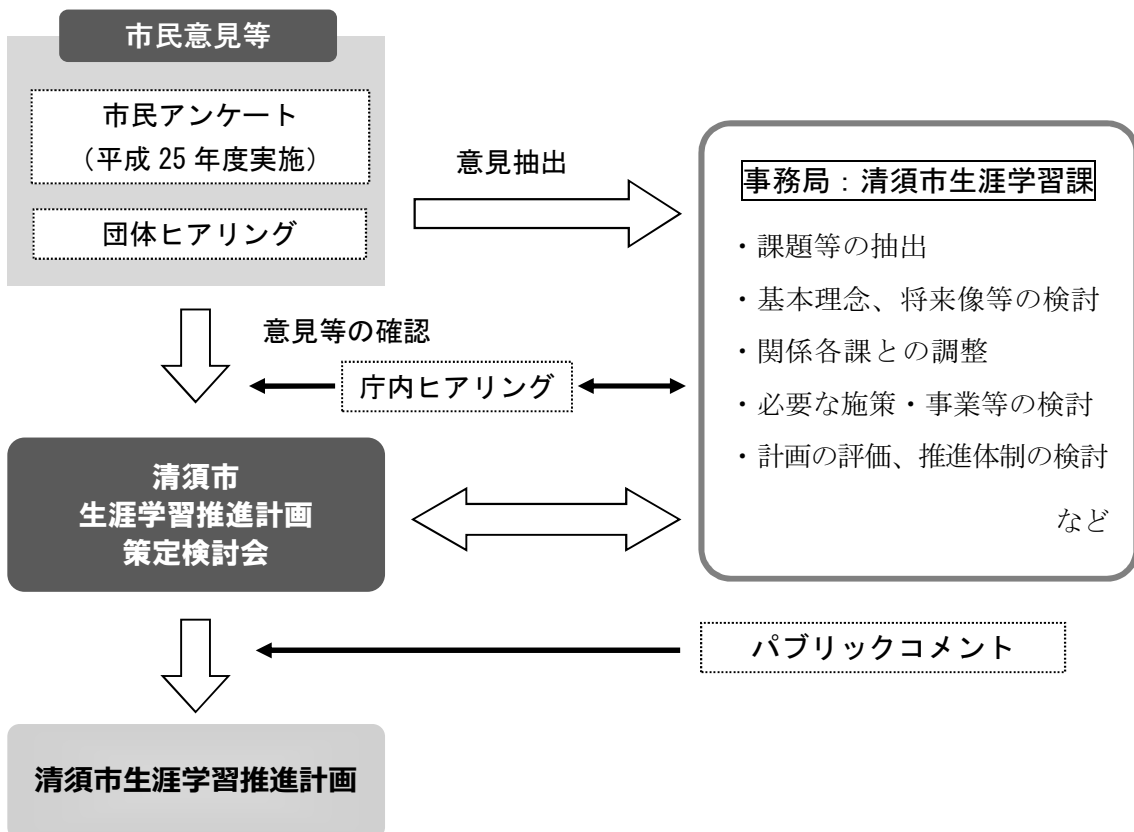 市民意見等
市民アンケート
（平成 25 年度実施）
団体ヒアリング
意見抽出
事務局：清須市生涯学習課
・課題等の抽出
・基本理念、将来像等の検討
・関係各課との調整
・必要な施策・事業等の検討
・計画の評価、推進体制の検討
など
意見等の確認
庁内ヒアリング
清須市
生涯学習推進計画
策定検討会
パブリックコメント
清須市生涯学習推進計画